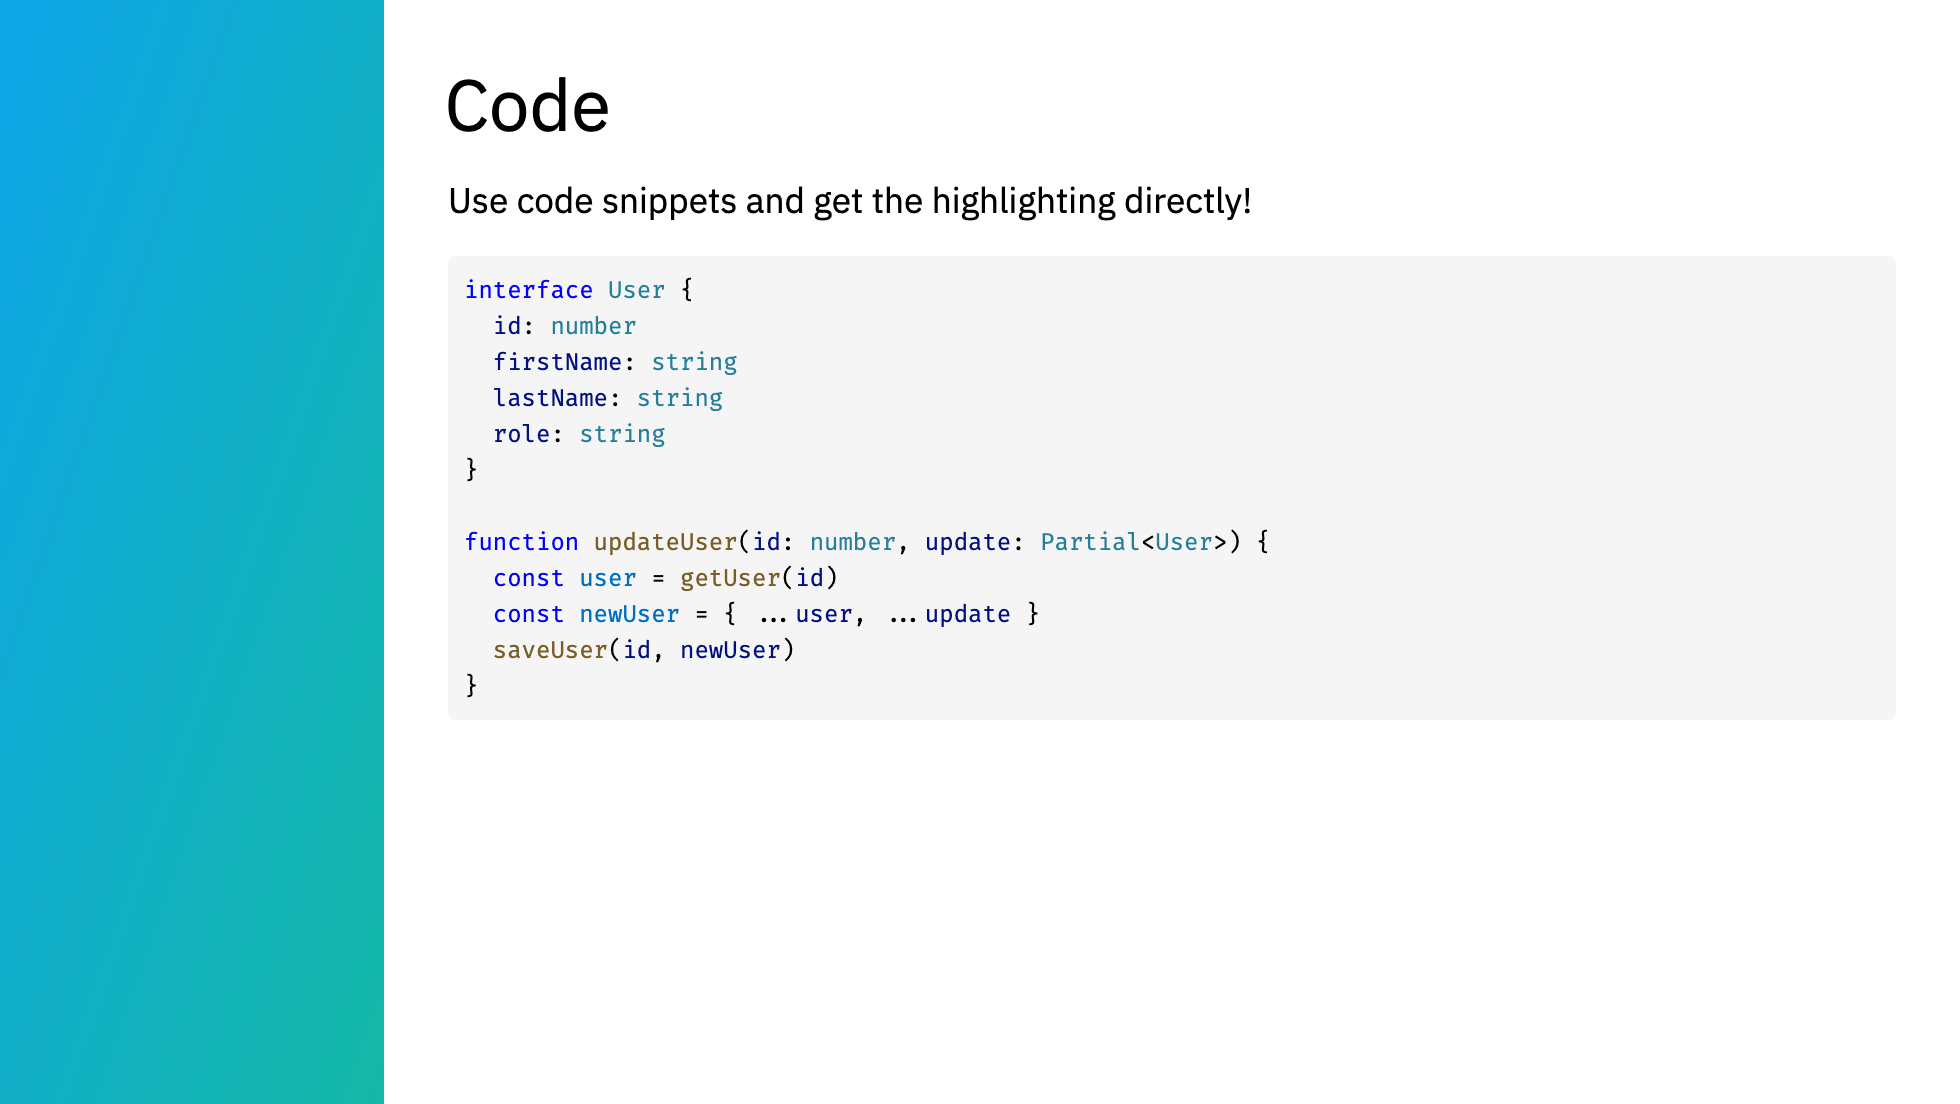 Code
Use code snippets and get the highlighting directly!
interface User {
  id: number
  firstName: string
  lastName: string
  role: string
}

function updateUser(id: number, update: Partial<User>) {
  const user = getUser(id)
  const newUser = { ...user, ...update }
  saveUser(id, newUser)
}